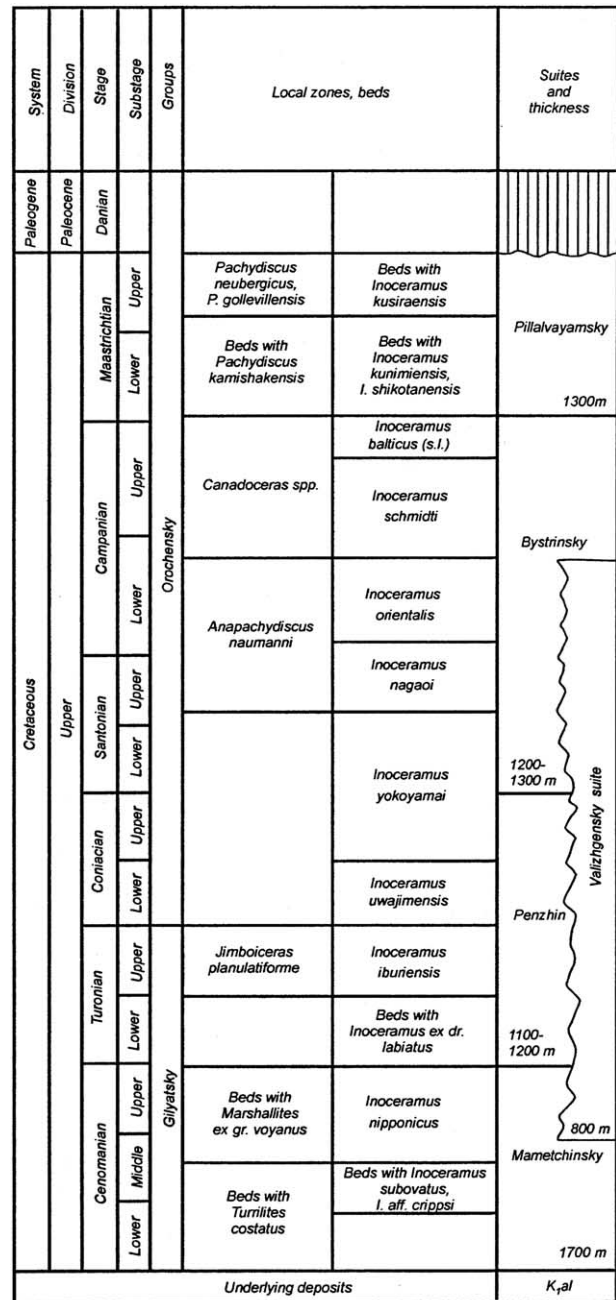 System
Division
Stage
Substage
Groups
Local zones, beds
Suites
and
thickness
Paleogene
Paleocene
Danian
Cretaceous
Upper
Maastrichtian
Upper
Lower
Campanian
Upper
Lower
Santonian
Upper
Lower
Coniacian
Upper
Lower
Turonian
Upper
Lower
Cenomanian
Upper
Middle
Lower
Orochensky
Gilyatsky
Pachydiscus
neubergicus,
P. gollevillensis
Beds with
Inoceramus
kusiraensis
Beds with
Pachydiscus
kamishakensis
Beds with
Inoceramus
kunimiensis,
I. shikotanensis
Canadoceras spp.
Inoceramus
balticus (s.l.)
Inoceramus
schmidti
Anapachydiscus
naumanni
Inoceramus
orientalis
Inoceramus
nagaoi
Inoceramus
yokoyamai
Inoceramus
uwajimensis
Jimboiceras
planulatiforme
Inoceramus
iburiensis
Beds with
Inoceramus ex dr.
labiatus
Beds with
Marshallites
ex gr. voyanus
Inoceramus
nipponicus
Beds with
Turrilites
costatus
Beds with Inoceramus
subovatus,
I. aff. crippsi
Pillalvayamsky
1300m
Bystrinsky
1200-
1300 m
Valizhgensky suite
Penzhin
1100-
1200 m
800 m
Mametchinsky
1700 m
Underlying deposits
K₁al